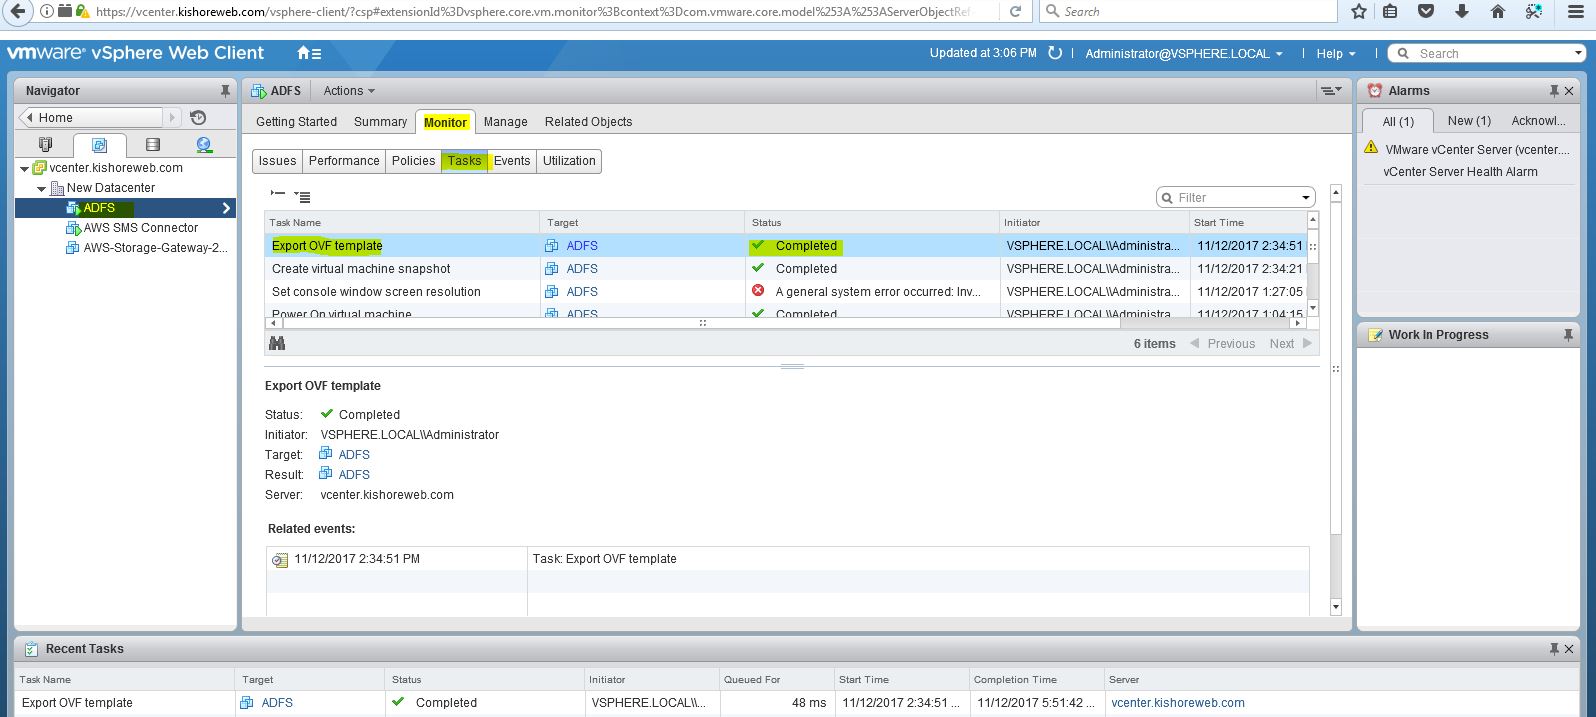 https://vcenter.kishoreweb.com/vsphere-client/?csp#extensionId%3Dvsphere.core.vm.monitor%3Bcontext%3Dcom.vmware.core.model%253A%253AServerObjectRef
Search
vmware® vSphere Web Client
Updated at 3:06 PM
Administrator@VSPHERE.LOCAL
Help
Search
Navigator
Home
vcenter.kishoreweb.com
New Datacenter
ADFS
AWS SMS Connector
AWS-Storage-Gateway-2...
ADFS Actions
Getting Started Summary Monitor Manage Related Objects
Issues Performance Policies Tasks Events Utilization
Filter
Task Name Target Status Initiator Start Time
Export OVF template ADFS Completed VSPHERE.LOCAL\\Administra... 11/12/2017 2:34:51
Create virtual machine snapshot ADFS Completed VSPHERE.LOCAL\\Administra... 11/12/2017 2:34:21
Set console window screen resolution ADFS A general system error occurred: Inv... VSPHERE.LOCAL\\Administra... 11/12/2017 1:27:05
Power On virtual machine ADFS Completed VSPHERE.LOCAL\\Administra... 11/12/2017 1:04:15
6 items Previous Next
Export OVF template
Status: Completed
Initiator: VSPHERE.LOCAL\\Administrator
Target: ADFS
Result: ADFS
Server: vcenter.kishoreweb.com
Related events:
11/12/2017 2:34:51 PM Task: Export OVF template
Alarms
All (1) New (1) Acknowl...
VMware vCenter Server (vcenter....
vCenter Server Health Alarm
Work In Progress
Recent Tasks
Task Name Target Status Initiator Queued For Start Time Completion Time Server
Export OVF template ADFS Completed VSPHERE.LOCAL\\... 48 ms 11/12/2017 2:34:51 ... 11/12/2017 5:51:42 ... vcenter.kishoreweb.com